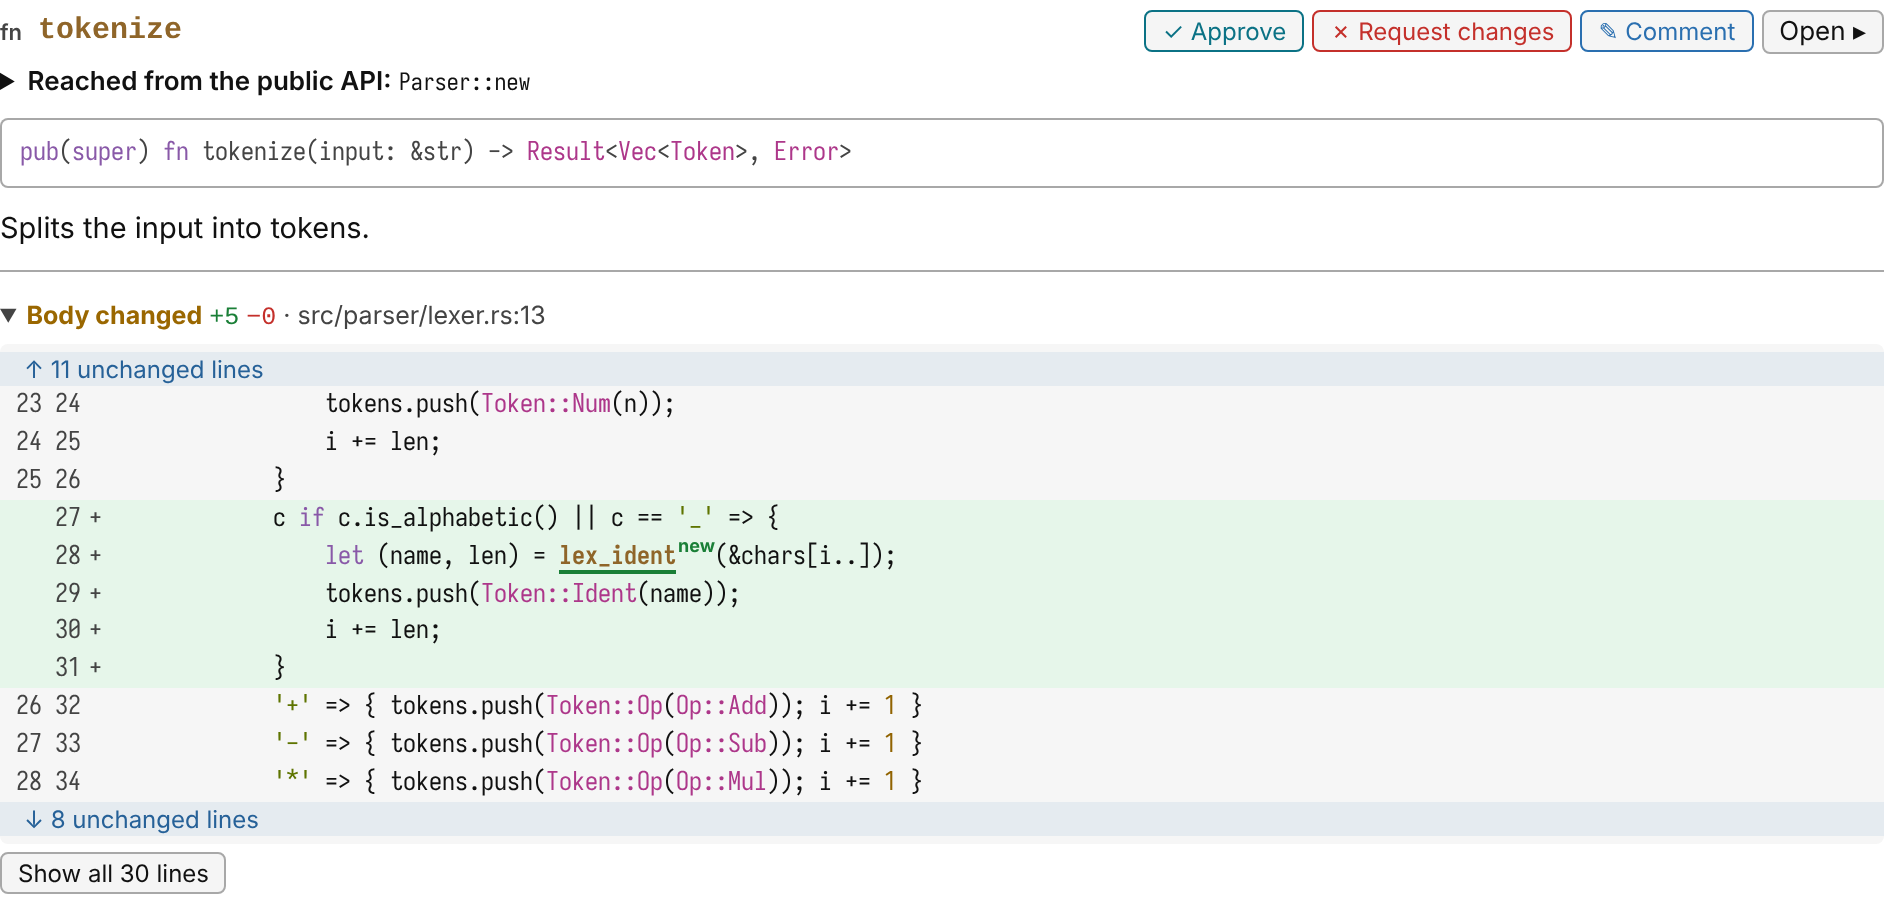 fn tokenize
✓ Approve × Request changes ✎ Comment Open ▸
▶ Reached from the public API: Parser::new
pub(super) fn tokenize(input: &str) -> Result<Vec<Token>, Error>
Splits the input into tokens.
▼ Body changed +5 −0 · src/parser/lexer.rs:13
↑ 11 unchanged lines
23 24 tokens.push(Token::Num(n));
24 25 i += len;
25 26 }
27 + c if c.is_alphabetic() || c == '_' => {
28 + let (name, len) = lex_ident new(&chars[i..]);
29 + tokens.push(Token::Ident(name));
30 + i += len;
31 + }
26 32 '+' => { tokens.push(Token::Op(Op::Add)); i += 1 }
27 33 '-' => { tokens.push(Token::Op(Op::Sub)); i += 1 }
28 34 '*' => { tokens.push(Token::Op(Op::Mul)); i += 1 }
↓ 8 unchanged lines
Show all 30 lines